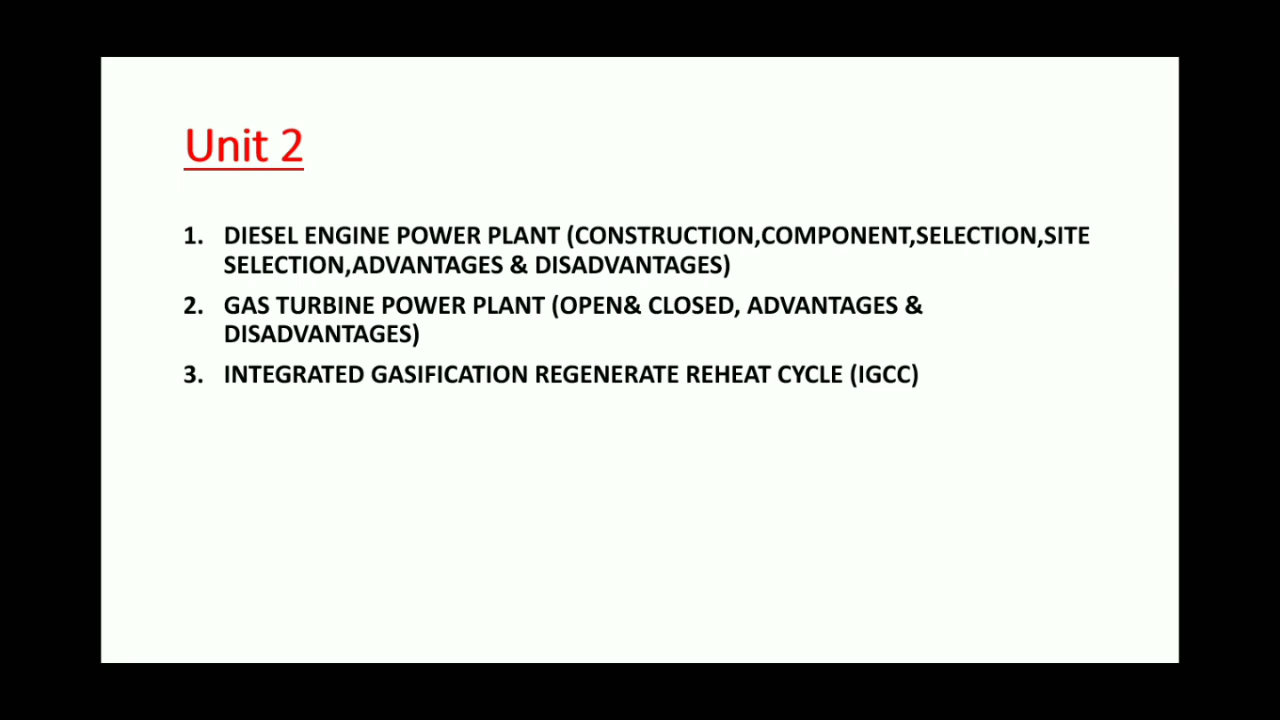 Unit 2
1. DIESEL ENGINE POWER PLANT (CONSTRUCTION,COMPONENT,SELECTION,SITE
SELECTION,ADVANTAGES & DISADVANTAGES)
2. GAS TURBINE POWER PLANT (OPEN& CLOSED, ADVANTAGES &
DISADVANTAGES)
3. INTEGRATED GASIFICATION REGENERATE REHEAT CYCLE (IGCC)